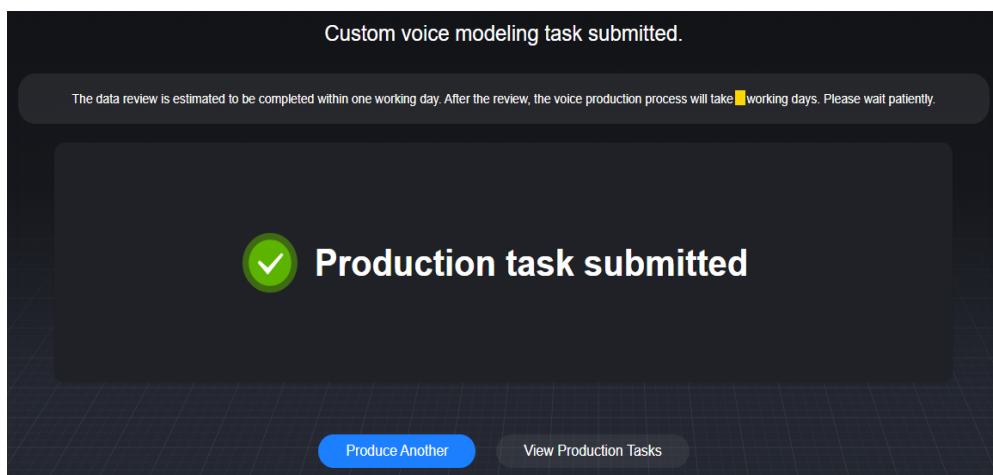 Custom voice modeling task submitted.
The data review is estimated to be completed within one working day. After the review, the voice production process will take working days. Please wait patiently.
Production task submitted
Produce Another
View Production Tasks